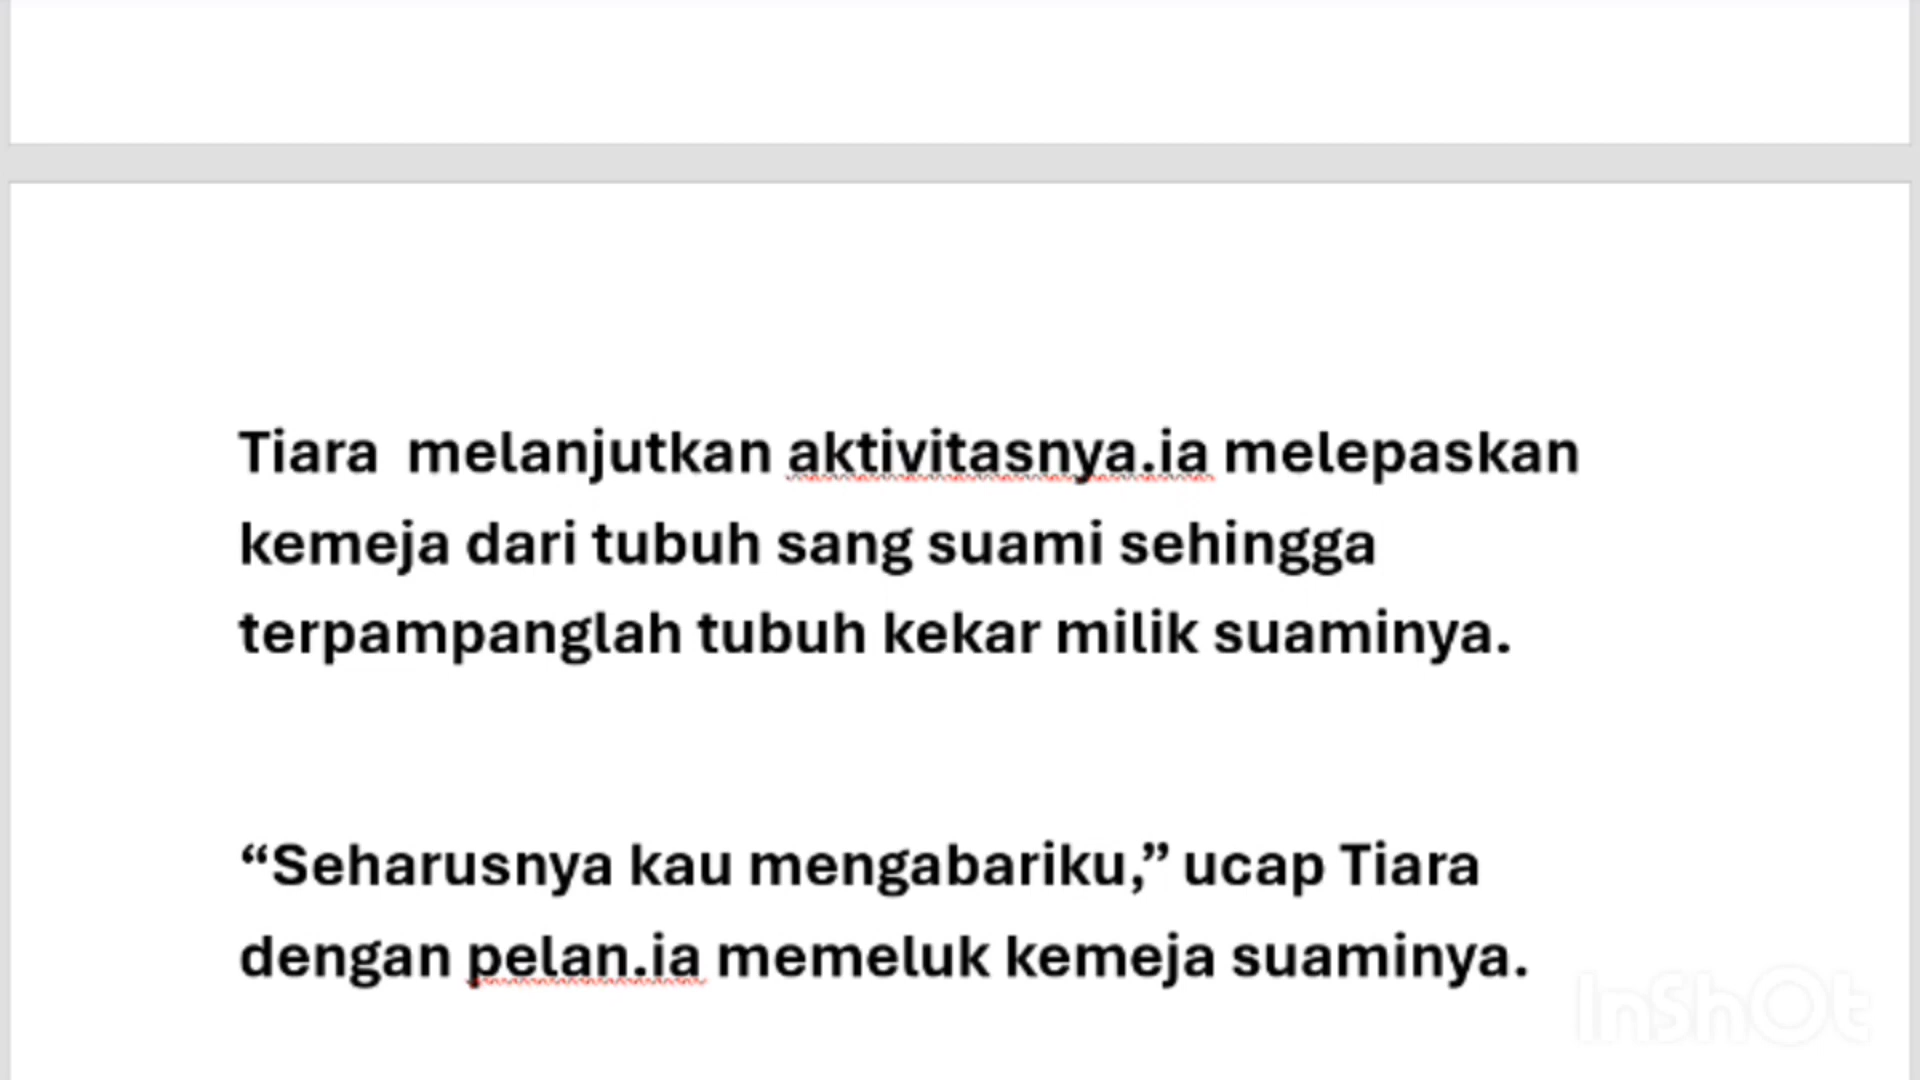 Tiara  melanjutkan aktivitasnya.ia melepaskan
kemeja dari tubuh sang suami sehingga
terpampanglah tubuh kekar milik suaminya.
“Seharusnya kau mengabariku,” ucap Tiara
dengan pelan.ia memeluk kemeja suaminya.
InShOt